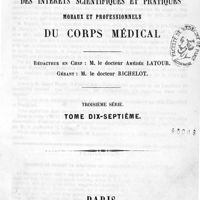 DES INTÉRÊTS SCIENTIFIQUES ET PRATIQUES
MORAUX ET PROFESSIONNELS
DU CORPS MÉDICAL
RÉDACTEUR EN CHEF : M. le docteur AMÉDÉE LATOUR.
GÉRANT : M. le docteur RICHELOT.
TROISIÈME SÉRIE.
TOME DIX-SEPTIÈME.
PARIS